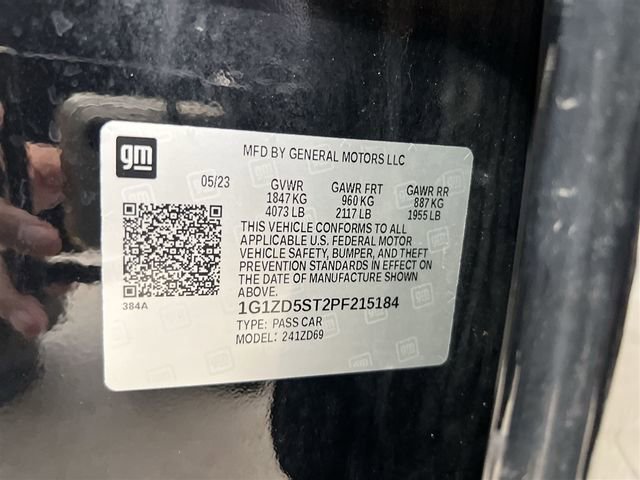 gm
MFD BY GENERAL MOTORS LLC
05/23 GVWR GAWR FRT GAWR RR
1847 KG 960 KG 887 KG
4073 LB 2117 LB 1955 LB
THIS VEHICLE CONFORMS TO ALL
APPLICABLE U.S. FEDERAL MOTOR
VEHICLE SAFETY, BUMPER, AND THEFT
PREVENTION STANDARDS IN EFFECT ON
THE DATE OF MANUFACTURE SHOWN
ABOVE.
384A
1G1ZD5ST2PF215184
TYPE: PASS CAR
MODEL: 241ZD69